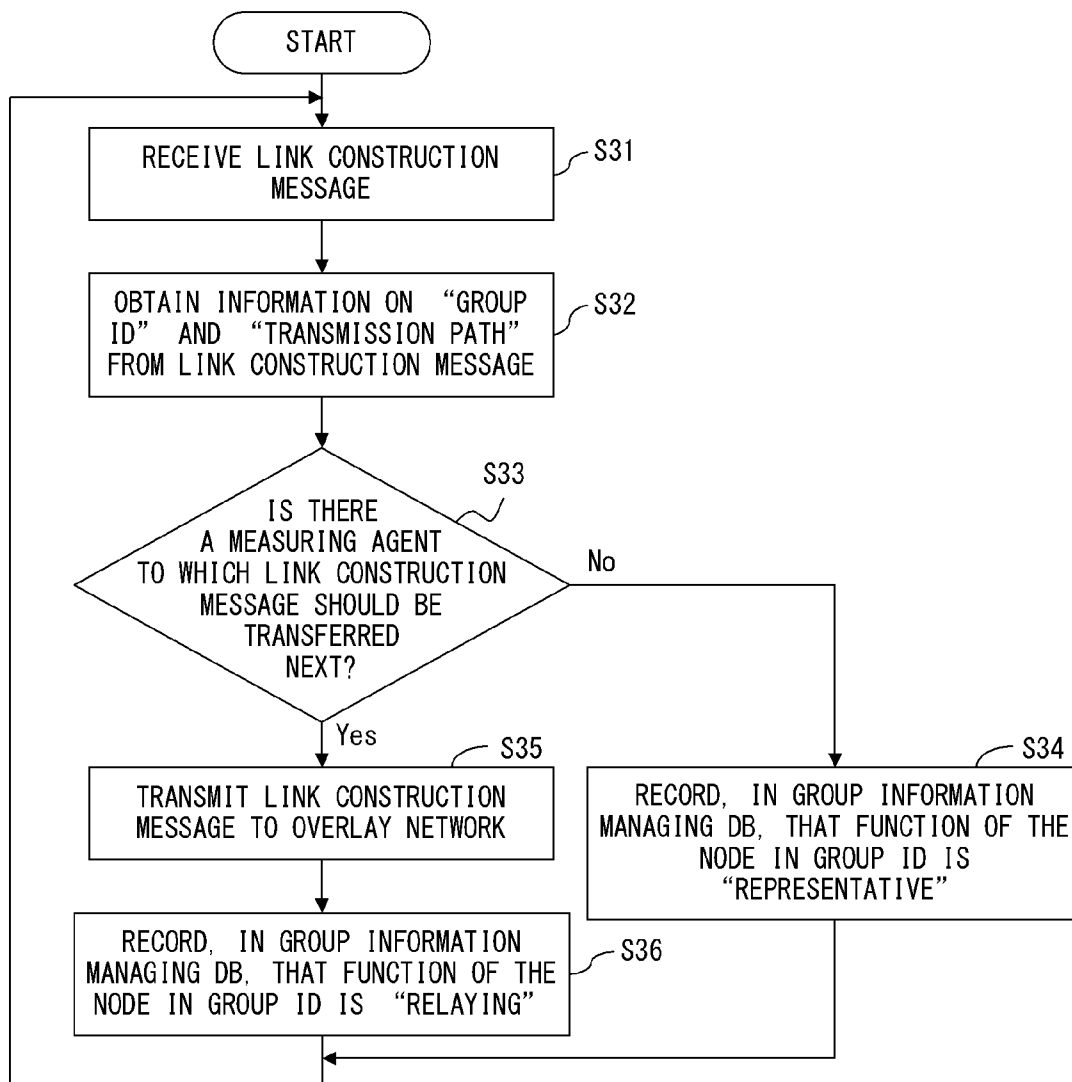 START
RECEIVE LINK CONSTRUCTION
MESSAGE
S31
OBTAIN INFORMATION ON “GROUP
ID” AND “TRANSMISSION PATH”
FROM LINK CONSTRUCTION MESSAGE
S32
IS THERE
A MEASURING AGENT
TO WHICH LINK CONSTRUCTION
MESSAGE SHOULD BE
TRANSFERRED
NEXT?
S33
No
Yes
S35
TRANSMIT LINK CONSTRUCTION
MESSAGE TO OVERLAY NETWORK
S34
RECORD, IN GROUP INFORMATION
MANAGING DB, THAT FUNCTION OF THE
NODE IN GROUP ID IS
“REPRESENTATIVE”
RECORD, IN GROUP INFORMATION
MANAGING DB, THAT FUNCTION OF THE
NODE IN GROUP ID IS “RELAYING”
S36